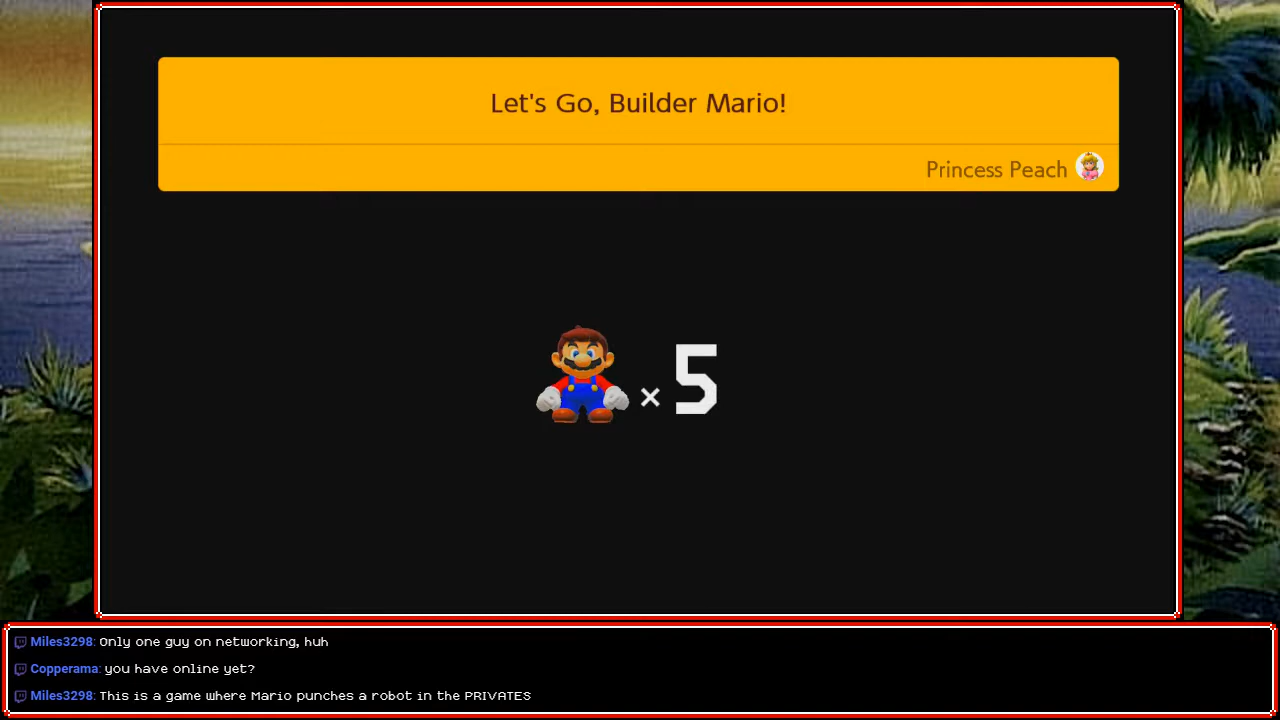 Let's Go, Builder Mario!
Princess Peach
× 5
Miles3298: Only one guy on networking, huh
Copperama: you have online yet?
Miles3298: This is a game where Mario punches a robot in the PRIVATES